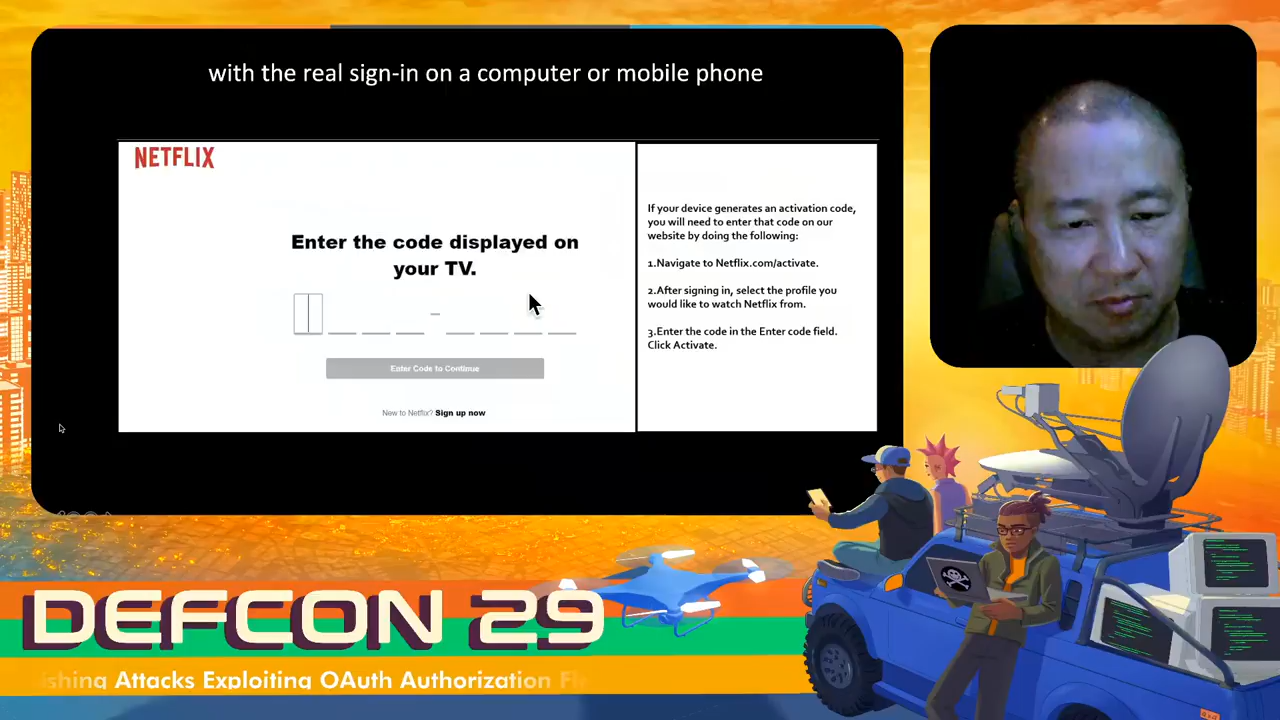 with the real sign-in on a computer or mobile phone
NETFLIX
Enter the code displayed on
your TV.
–
Enter Code to Continue
New to Netflix? Sign up now
If your device generates an activation code,
you will need to enter that code on our
website by doing the following:
1.Navigate to Netflix.com/activate.
2.After signing in, select the profile you
would like to watch Netflix from.
3.Enter the code in the Enter code field.
Click Activate.
DEFCON 29
ishing Attacks Exploiting OAuth Authorization Fl